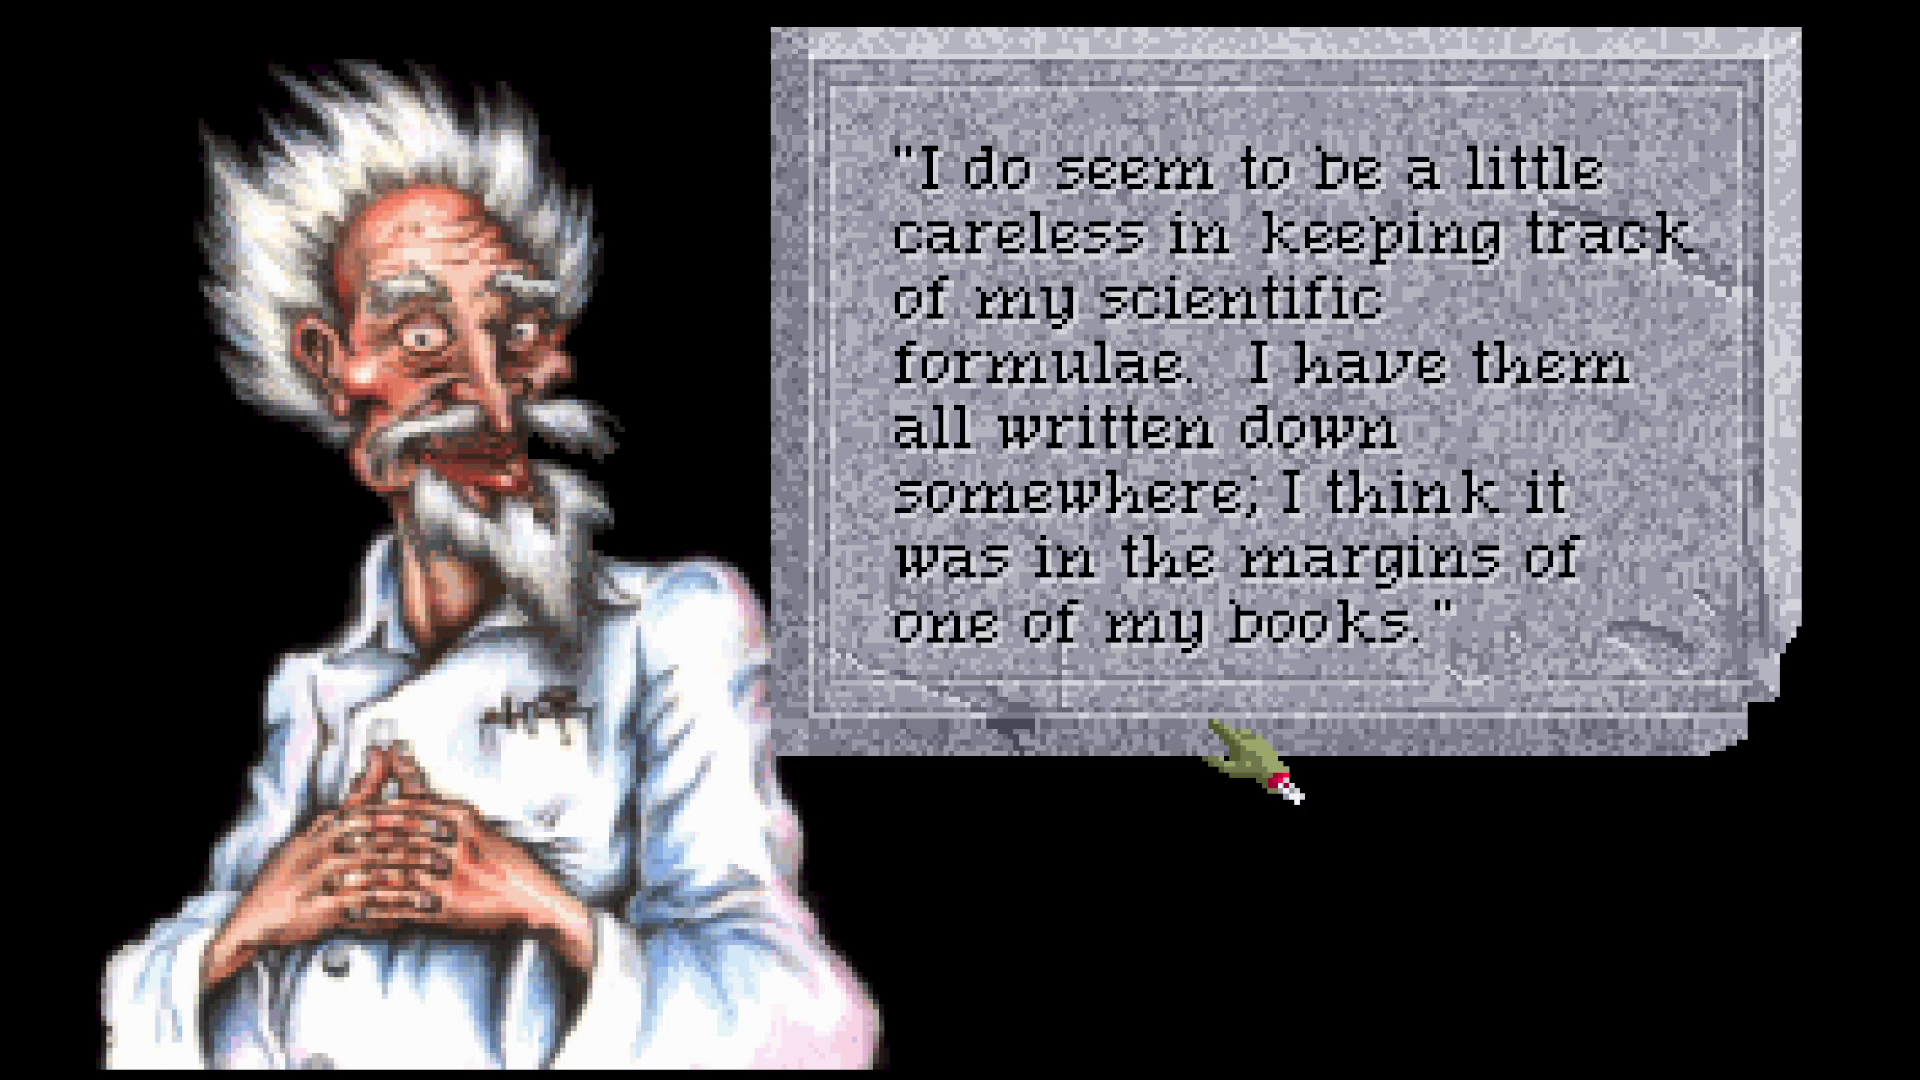 "I do seem to be a little
careless in keeping track
of my scientific
formulae.  I have them
all written down
somewhere; I think it
was in the margins of
one of my books."